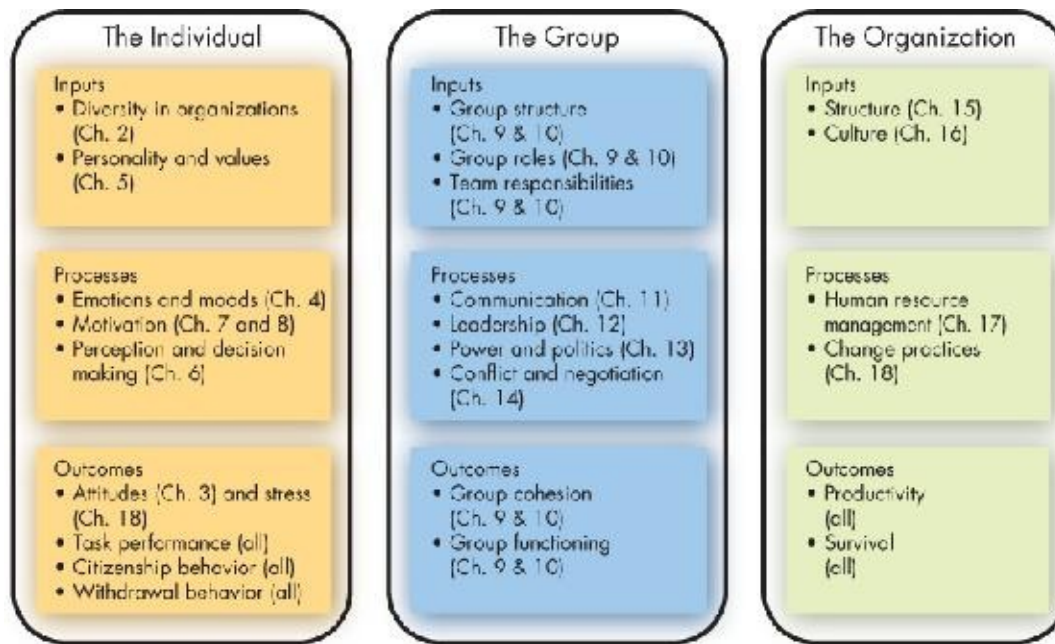 The Individual
Inputs
• Diversity in organizations
(Ch. 2)
• Personality and values
(Ch. 5)
Processes
• Emotions and moods (Ch. 4)
• Motivation (Ch. 7 and 8)
• Perception and decision
making (Ch. 6)
Outcomes
• Attitudes (Ch. 3) and stress
(Ch. 18)
• Task performance (all)
• Citizenship behavior (all)
• Withdrawal behavior (all)
The Group
Inputs
• Group structure
(Ch. 9 & 10)
• Group roles (Ch. 9 & 10)
• Team responsibilities
(Ch. 9 & 10)
Processes
• Communication (Ch. 11)
• Leadership (Ch. 12)
• Power and politics (Ch. 13)
• Conflict and negotiation
(Ch. 14)
Outcomes
• Group cohesion
(Ch. 9 & 10)
• Group functioning
(Ch. 9 & 10)
The Organization
Inputs
• Structure (Ch. 15)
• Culture (Ch. 16)
Processes
• Human resource
management (Ch. 17)
• Change practices
(Ch. 18)
Outcomes
• Productivity
(all)
• Survival
(all)